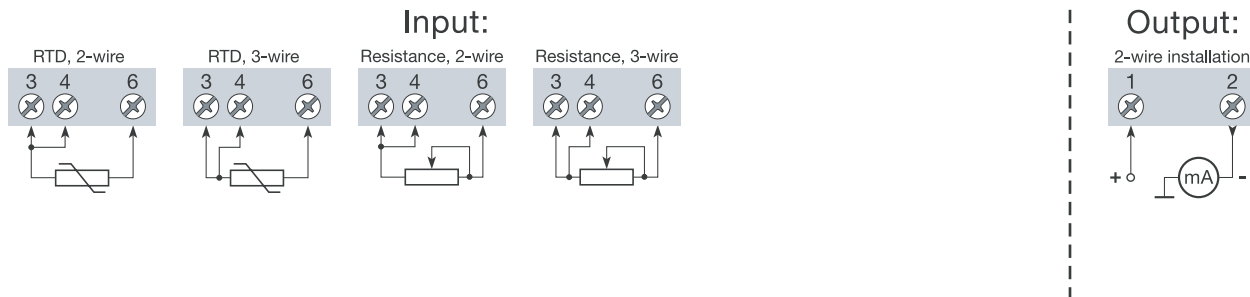 Input:
Output:
RTD, 2-wire
RTD, 3-wire
Resistance, 2-wire
Resistance, 3-wire
2-wire installation
3 4 6
3 4 6
3 4 6
3 4 6
1 2
+ mA -